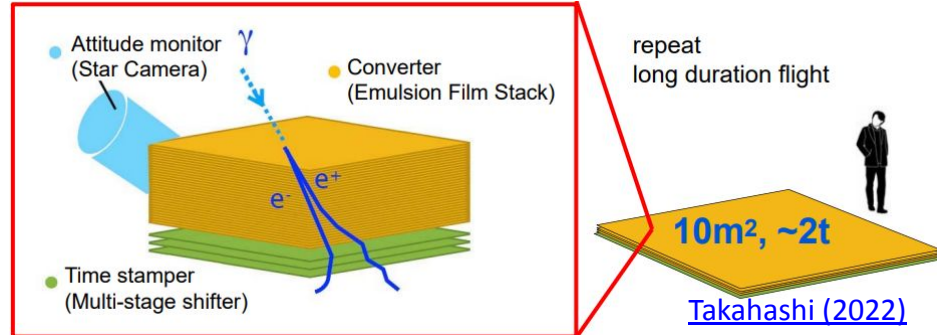 Attitude monitor
(Star Camera)
γ
Converter
(Emulsion Film Stack)
e⁻
e⁺
Time stamper
(Multi-stage shifter)
repeat
long duration flight
10m², ~2t
Takahashi (2022)